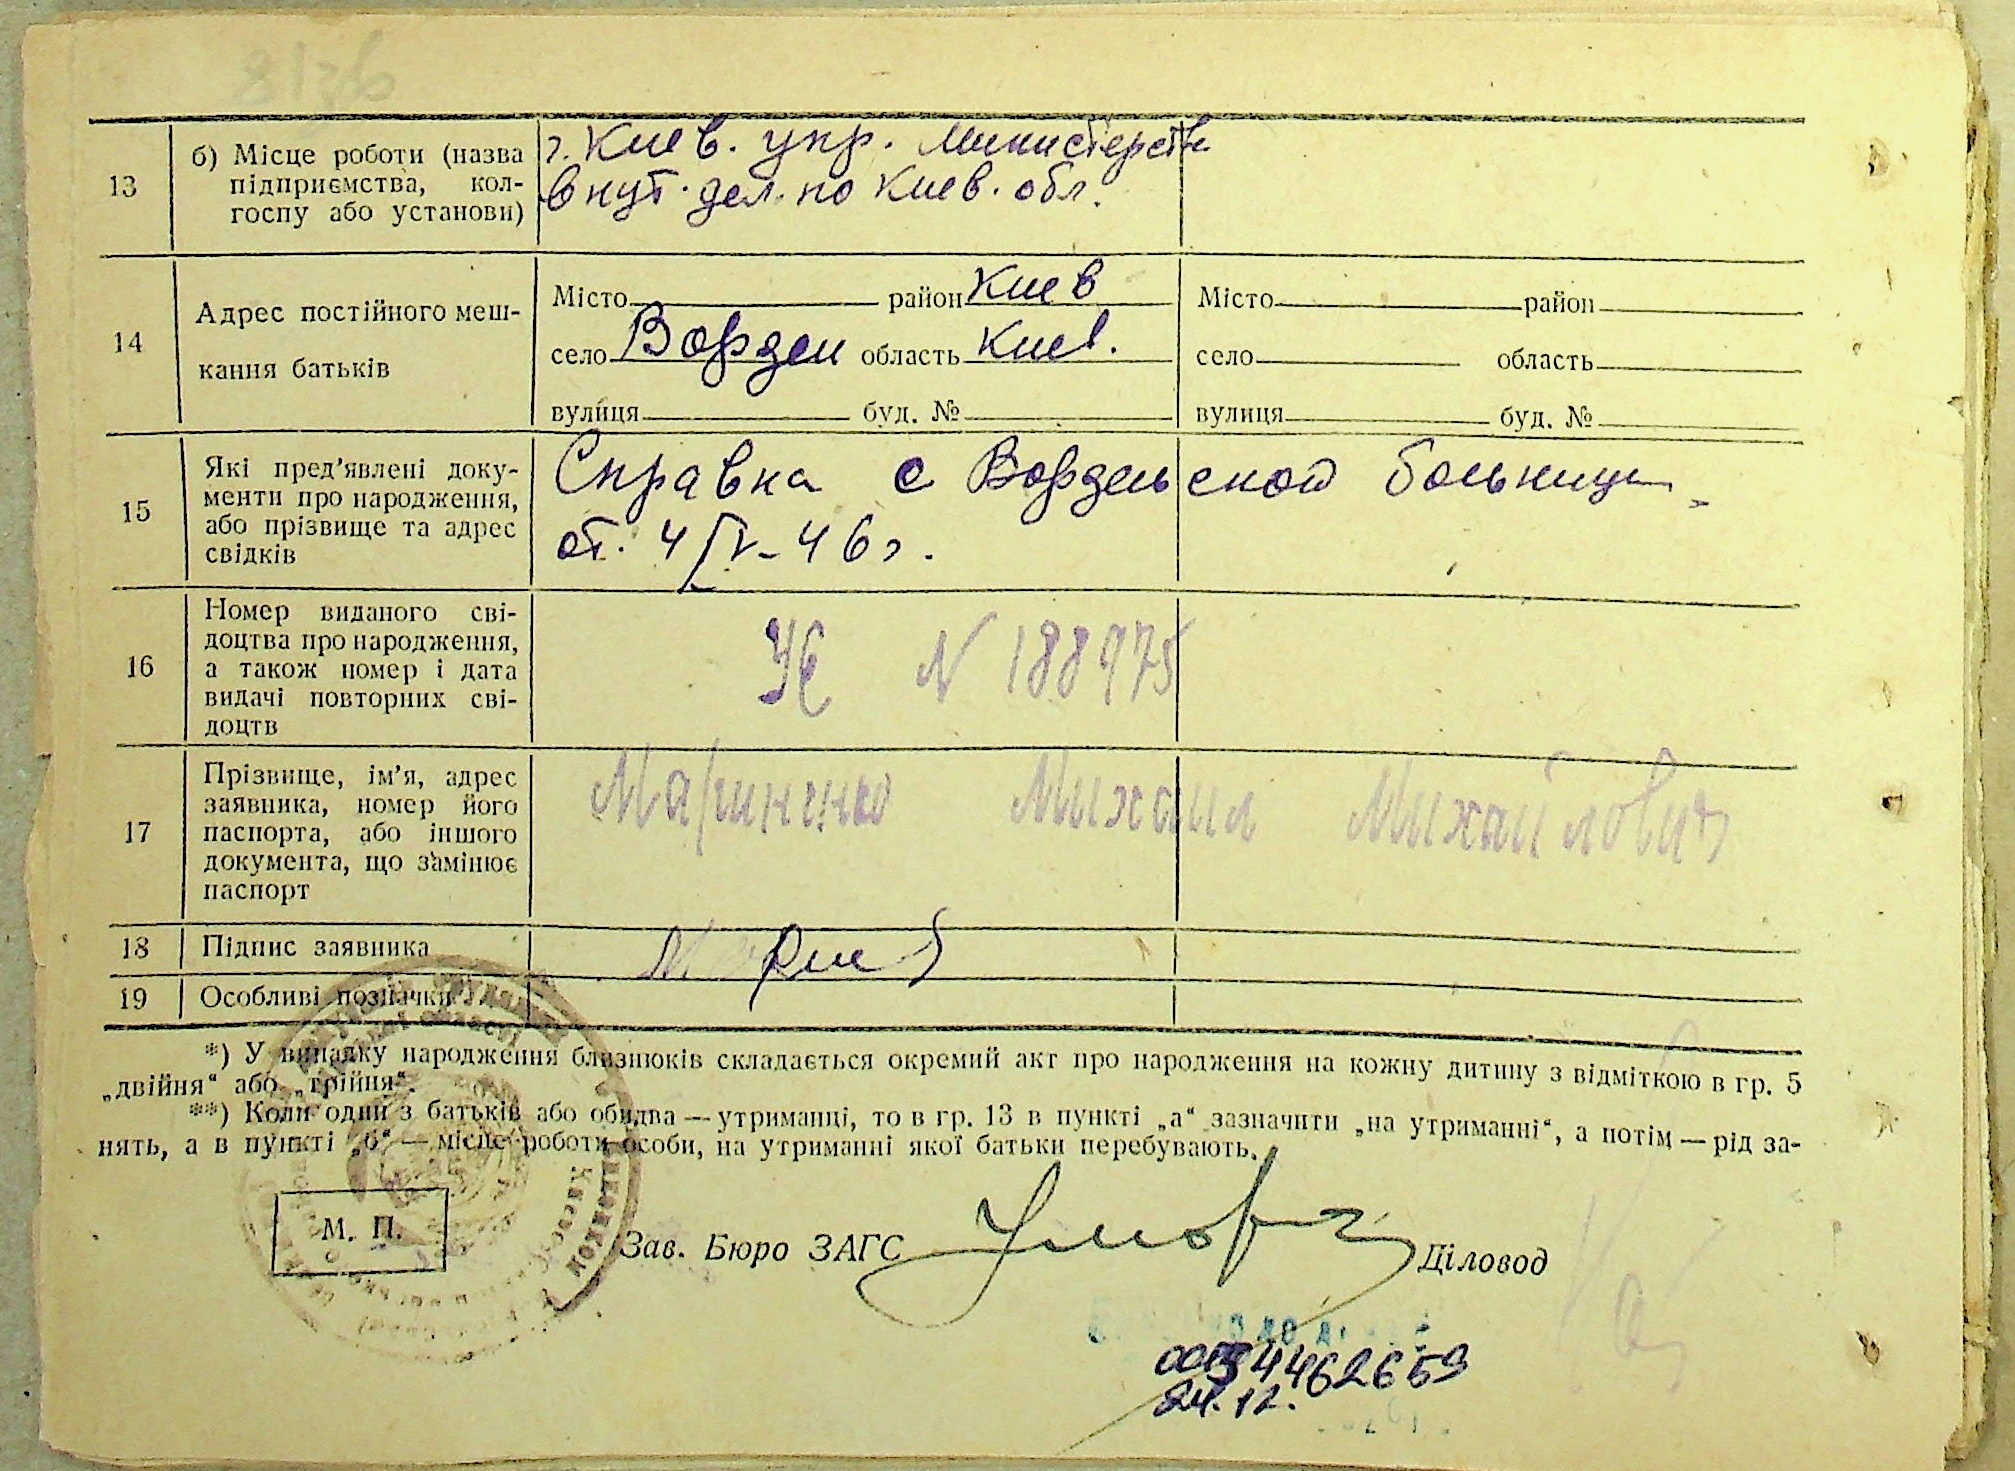 13
б) Місце роботи (назва
підприємства, кол-
госпу або установи)
г. Киев. упр. Министерств
внут. дел. по Киев. обл.
14
Адрес постійного меш-
кання батьків
Місто район Киев
село Ворзель область Киев.
вулиця буд. №
Місто район
село область
вулиця буд. №
15
Які пред’явлені доку-
менти про народження,
або прізвище та адрес
свідків
Справка с Ворзельской больницы
от. 4/IV-46г.
16
Номер виданого сві-
доцтва про народження,
а також номер і дата
видачі повторних сві-
доцтв
N 188975
17
Прізвище, ім’я, адрес
заявника, номер його
паспорта, або іншого
документа, що замінює
паспорт
Мариненко Михаил Михайлович
18
Підпис заявника
19
Особливі позначки
*) У випадку народження близнюків складається окремий акт про народження на кожну дитину з відміткою в гр. 5
„двійня“ або „трійня“.
**) Коли один з батьків або обидва — утриманці, то в гр. 13 в пункті „а“ зазначити „на утриманні“, а потім — рід за-
нять, а в пункті „б“ — місце роботи особи, на утриманні якої батьки перебувають.
М. П.
Зав. Бюро ЗАГС
Діловод
24.12.